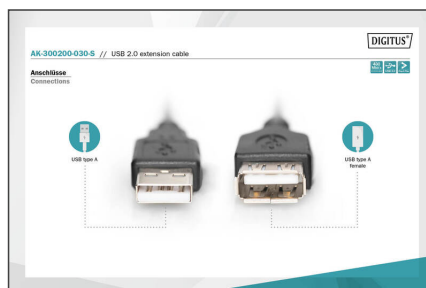 DIGITUS®
AK-300200-030-S // USB 2.0 extension cable
Anschlüsse
Connections
USB type A
USB type A
female